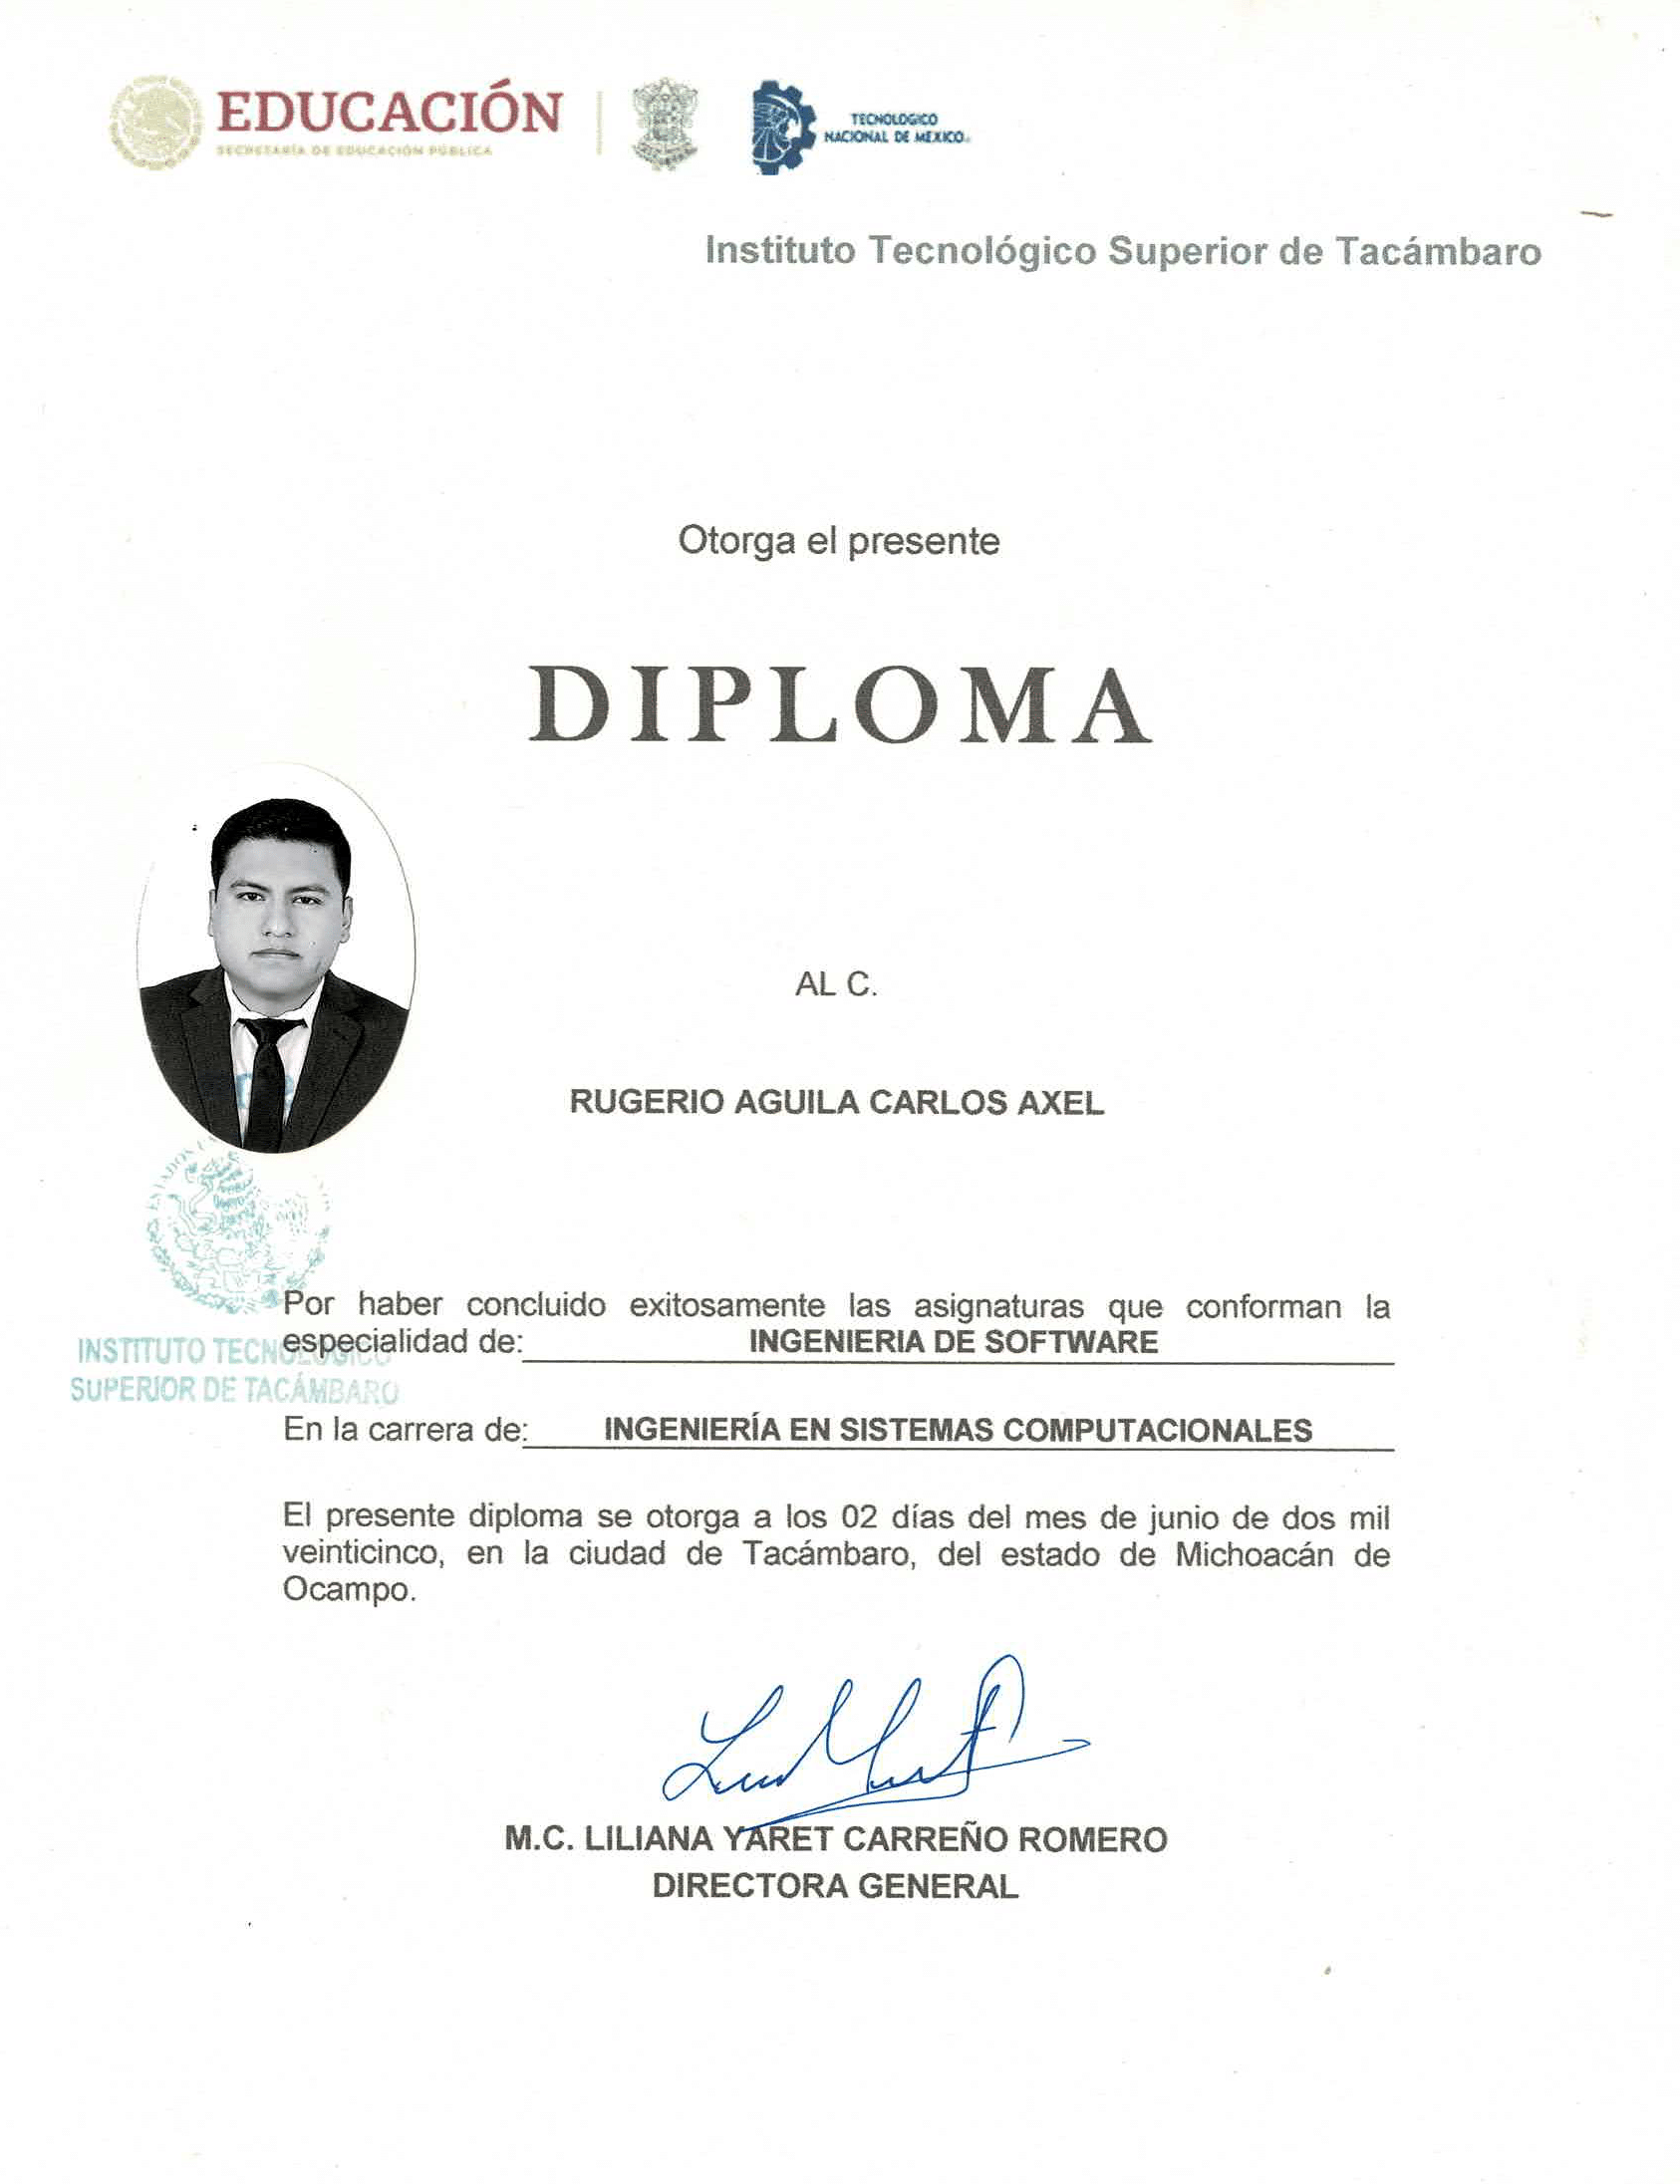 EDUCACIÓN
SECRETARÍA DE EDUCACIÓN PÚBLICA
TECNOLOGICO
NACIONAL DE MEXICO
Instituto Tecnológico Superior de Tacámbaro
Otorga el presente
DIPLOMA
AL C.
RUGERIO AGUILA CARLOS AXEL
Por haber concluido exitosamente las asignaturas que conforman la
especialidad de: INGENIERIA DE SOFTWARE
INSTITUTO TECNOLÓGICO
SUPERIOR DE TACÁMBARO
En la carrera de: INGENIERÍA EN SISTEMAS COMPUTACIONALES
El presente diploma se otorga a los 02 días del mes de junio de dos mil
veinticinco, en la ciudad de Tacámbaro, del estado de Michoacán de
Ocampo.
M.C. LILIANA YARET CARREÑO ROMERO
DIRECTORA GENERAL